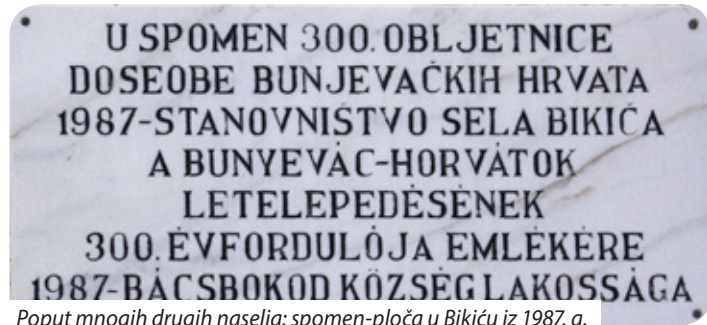 U SPOMEN 300. OBLJETNICE
DOSEOBE BUNJEVAČKIH HRVATA
1987-STANOVNIŠTVO SELA BIKIĆA
A BUNYEVÁC-HORVÁTOK
LETELEPEDÉSÉNEK
300. ÉVFORDULÓJA EMLÉKÉRE
1987-BÁCSBOKOD KÖZSÉG LAKOSSÁGA
Poput mnogih drugih naselja: spomen-ploča u Bikiću iz 1987. g.